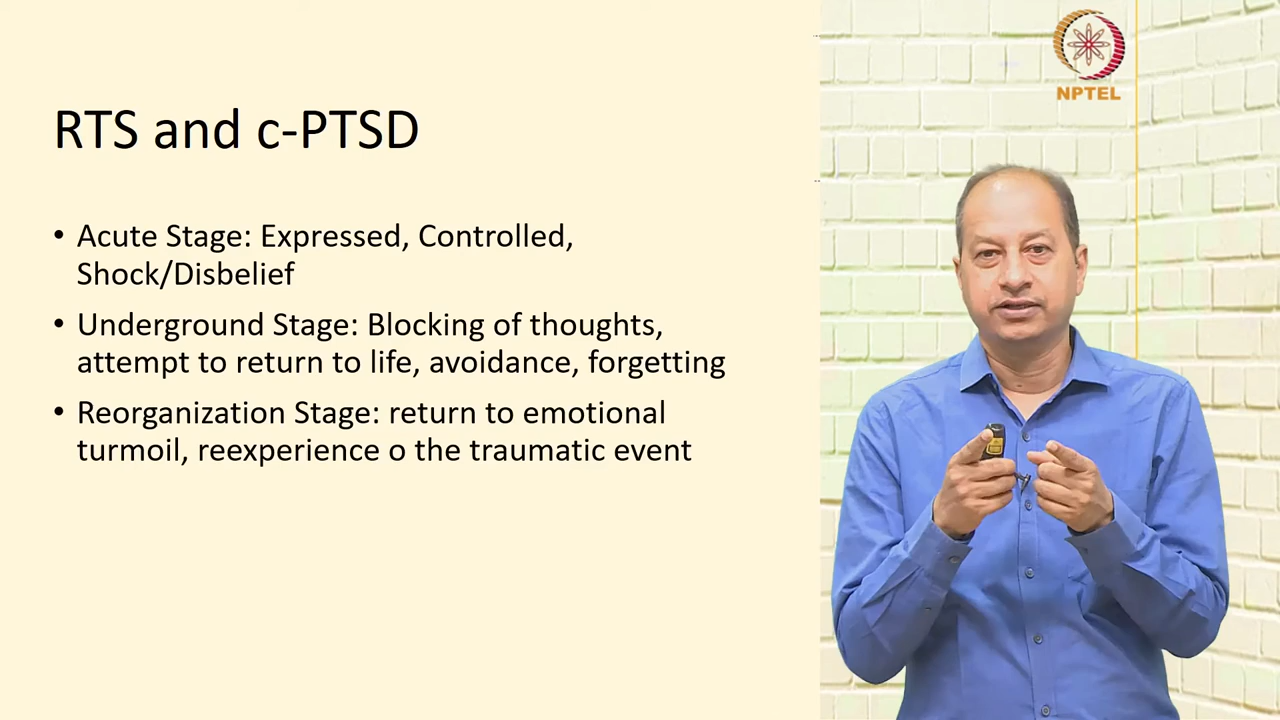 RTS and c-PTSD
• Acute Stage: Expressed, Controlled,
Shock/Disbelief
• Underground Stage: Blocking of thoughts,
attempt to return to life, avoidance, forgetting
• Reorganization Stage: return to emotional
turmoil, reexperience o the traumatic event
NPTEL